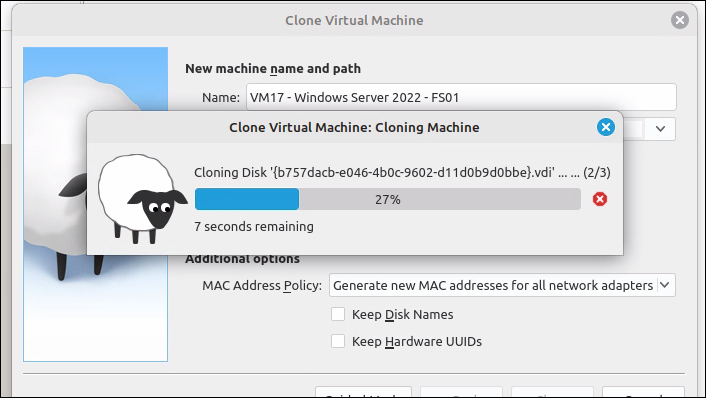 Clone Virtual Machine
New machine name and path
Name: VM17 - Windows Server 2022 - FS01
Clone Virtual Machine: Cloning Machine
Cloning Disk '{b757dacb-e046-4b0c-9602-d11d0b9d0bbe}.vdi' ... ... (2/3)
27%
7 seconds remaining
Additional options
MAC Address Policy: Generate new MAC addresses for all network adapters
Keep Disk Names
Keep Hardware UUIDs